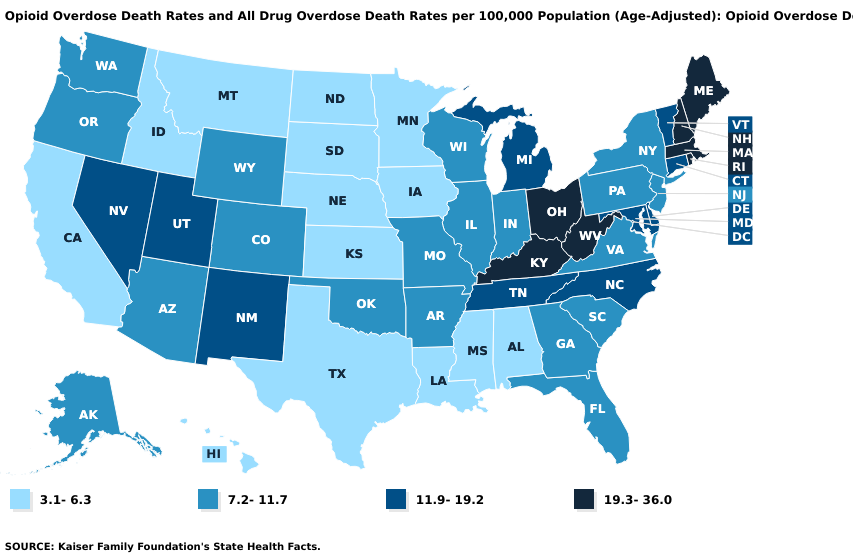 Opioid Overdose Death Rates and All Drug Overdose Death Rates per 100,000 Population (Age-Adjusted): Opioid Overdose D
WA
OR
CA
ID
NV
MT
WY
UT
AZ
CO
NM
ND
SD
NE
KS
OK
TX
MN
IA
MO
AR
LA
WI
IL
MI
IN
OH
KY
TN
MS
AL
GA
FL
SC
NC
VA
WV
PA
NY
ME
VT
NH
MA
RI
CT
NJ
DE
MD
DC
AK
HI
3.1- 6.3
7.2- 11.7
11.9- 19.2
19.3- 36.0
SOURCE: Kaiser Family Foundation's State Health Facts.